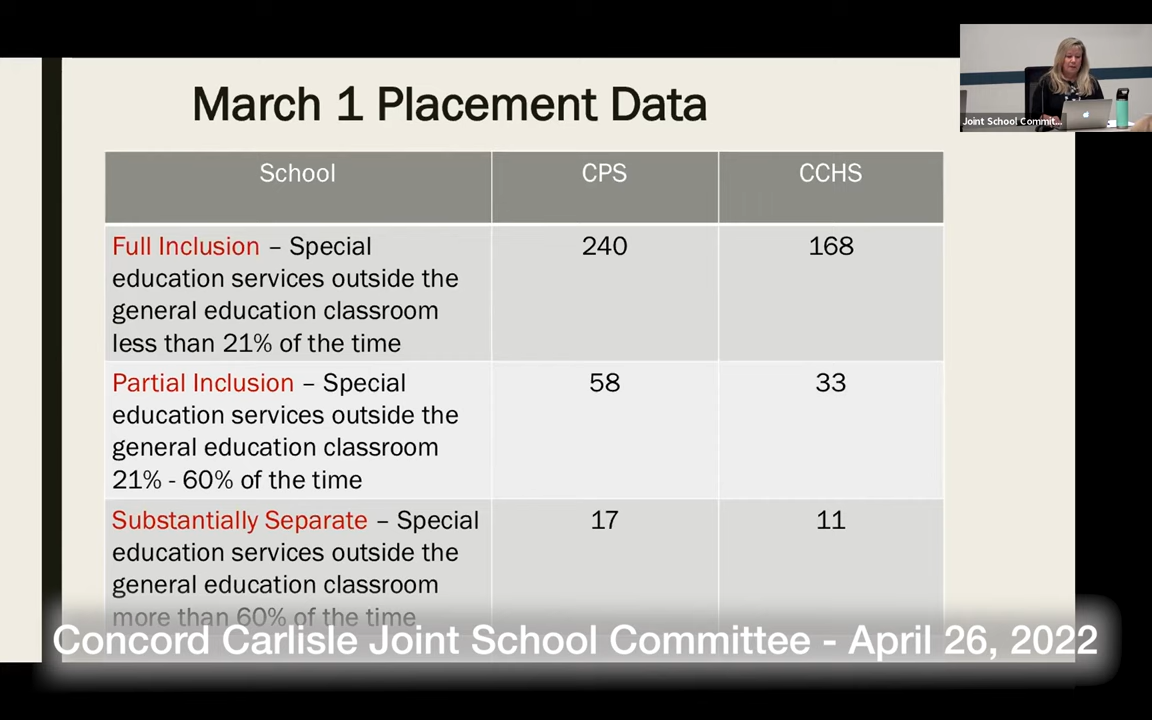 March 1 Placement Data
Joint School Commit...
School
CPS
CCHS
Full Inclusion – Special
education services outside the
general education classroom
less than 21% of the time
240
168
Partial Inclusion – Special
education services outside the
general education classroom
21% - 60% of the time
58
33
Substantially Separate – Special
education services outside the
general education classroom
more than 60% of the time
17
11
Concord Carlisle Joint School Committee - April 26, 2022